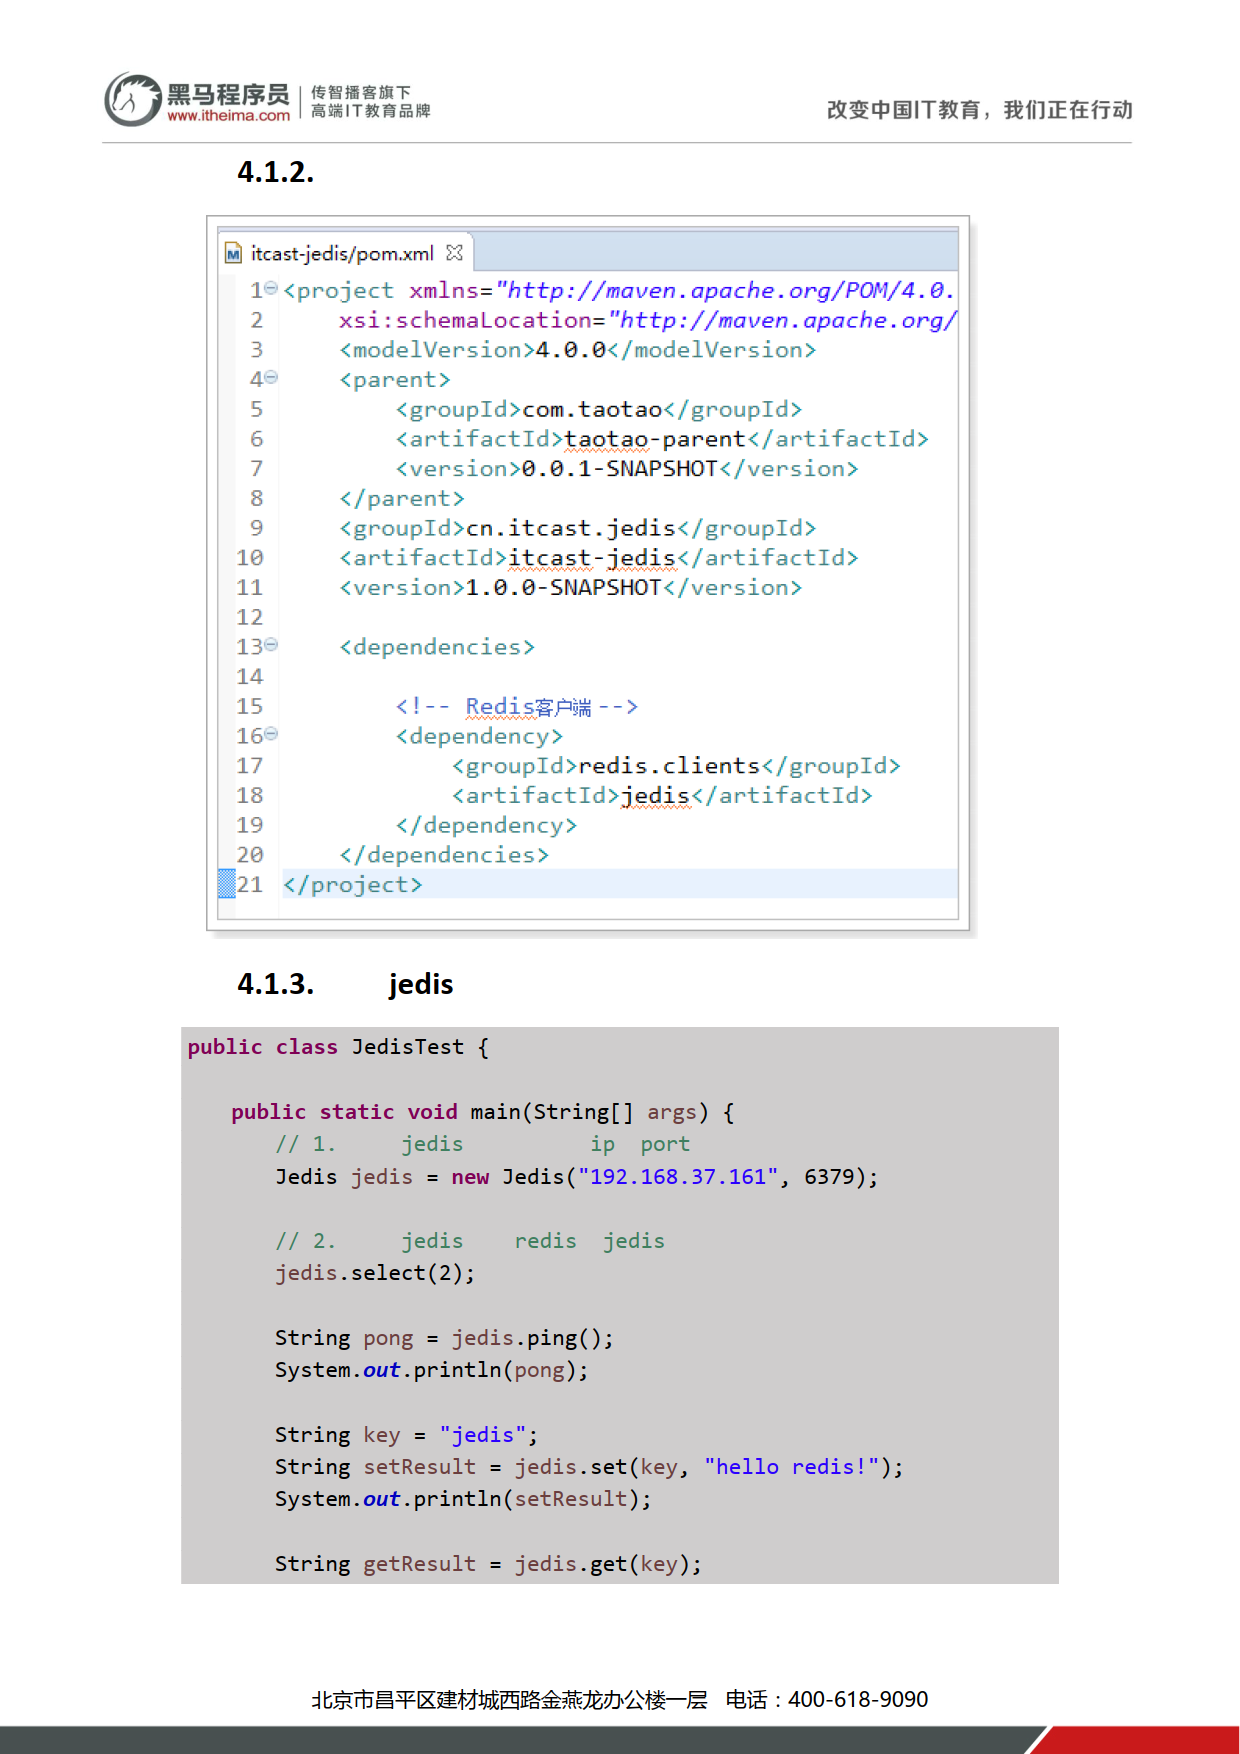 黑马程序员
www.itheima.com
传智播客旗下
高端IT教育品牌
改变中国IT教育，我们正在行动
4.1.2.
itcast-jedis/pom.xml
1 <project xmlns="http://maven.apache.org/POM/4.0.
2 xsi:schemaLocation="http://maven.apache.org/
3 <modelVersion>4.0.0</modelVersion>
4 <parent>
5 <groupId>com.taotao</groupId>
6 <artifactId>taotao-parent</artifactId>
7 <version>0.0.1-SNAPSHOT</version>
8 </parent>
9 <groupId>cn.itcast.jedis</groupId>
10 <artifactId>itcast-jedis</artifactId>
11 <version>1.0.0-SNAPSHOT</version>
12
13 <dependencies>
14
15 <!-- Redis客户端 -->
16 <dependency>
17 <groupId>redis.clients</groupId>
18 <artifactId>jedis</artifactId>
19 </dependency>
20 </dependencies>
21 </project>
4.1.3. jedis
public class JedisTest {
public static void main(String[] args) {
// 1. jedis ip port
Jedis jedis = new Jedis("192.168.37.161", 6379);
// 2. jedis redis jedis
jedis.select(2);
String pong = jedis.ping();
System.out.println(pong);
String key = "jedis";
String setResult = jedis.set(key, "hello redis!");
System.out.println(setResult);
String getResult = jedis.get(key);
北京市昌平区建材城西路金燕龙办公楼一层 电话：400-618-9090